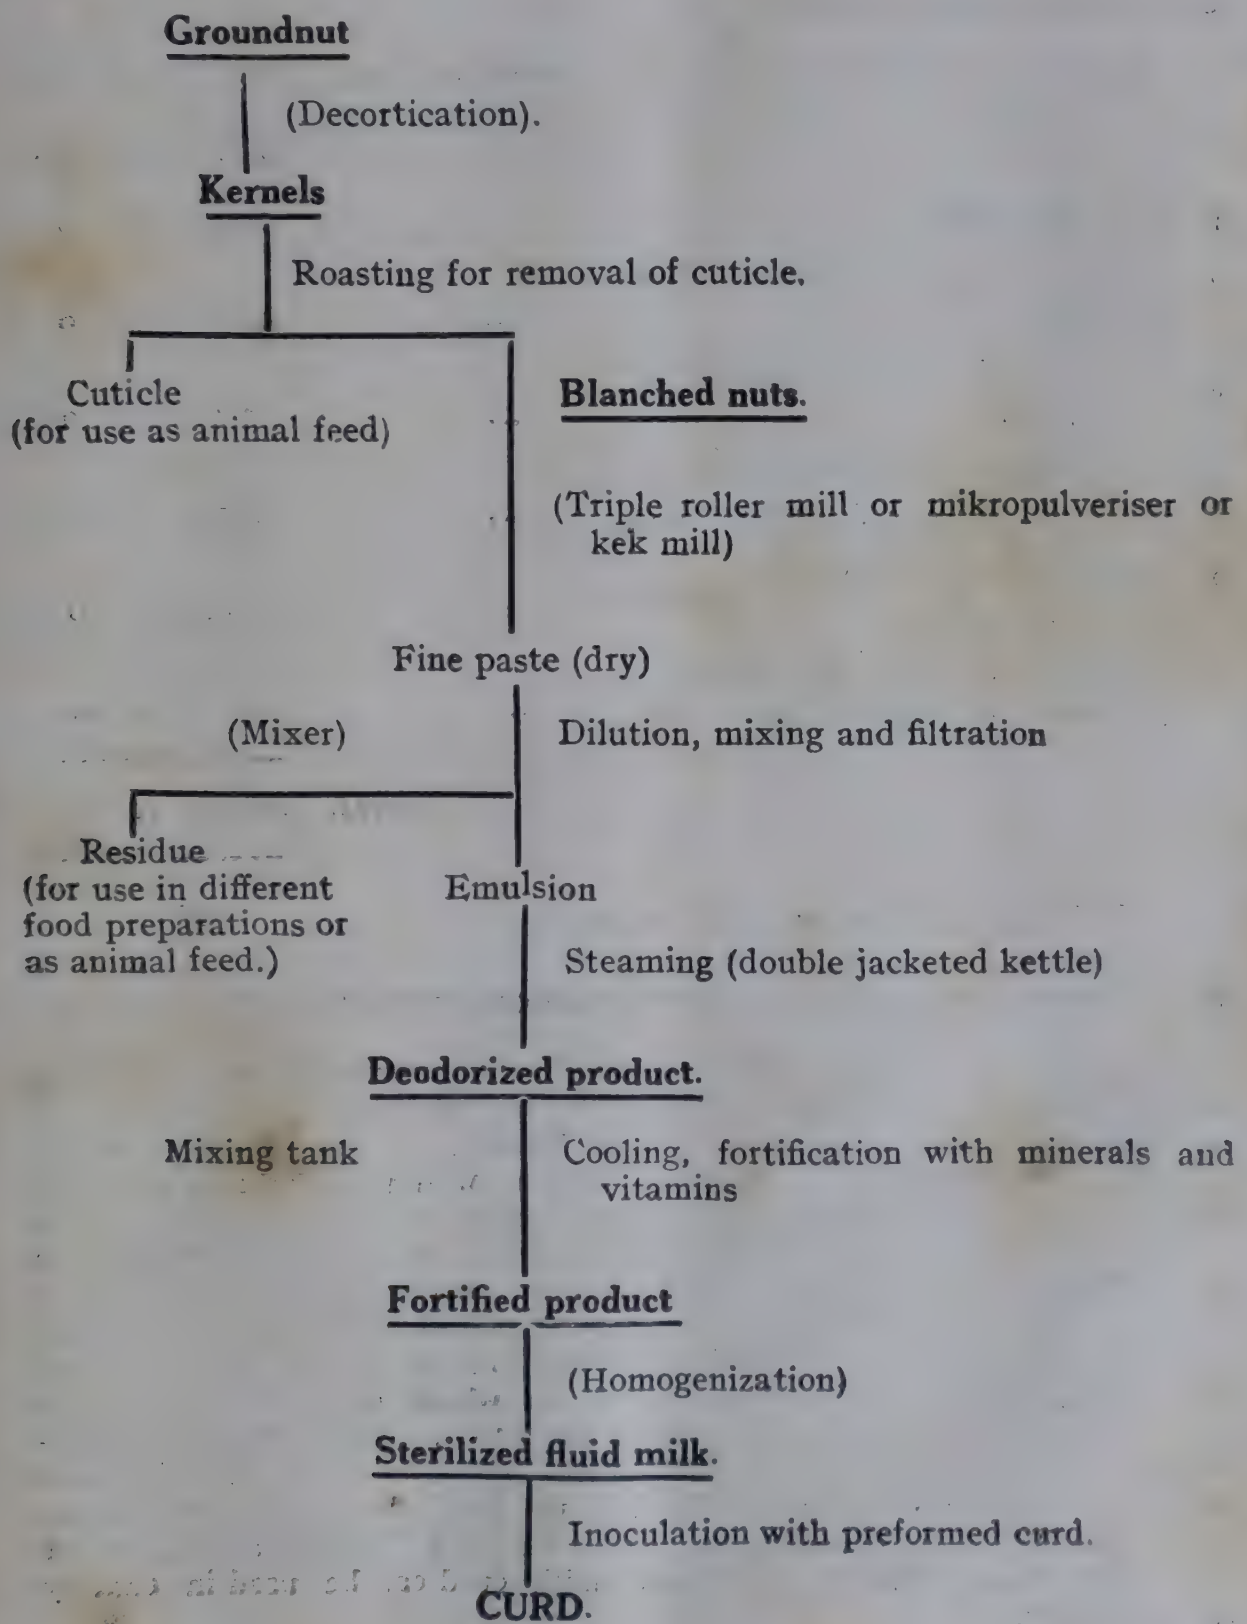 Groundnut
(Decortication).
Kernels
Roasting for removal of cuticle.
Cuticle
(for use as animal feed)
Blanched nuts.
(Triple roller mill or mikropulveriser or
kek mill)
Fine paste (dry)
(Mixer)
Dilution, mixing and filtration
Residue
(for use in different
food preparations or
as animal feed.)
Emulsion
Steaming (double jacketed kettle)
Deodorized product.
Mixing tank
Cooling, fortification with minerals and
vitamins
Fortified product
(Homogenization)
Sterilized fluid milk.
Inoculation with preformed curd.
CURD.